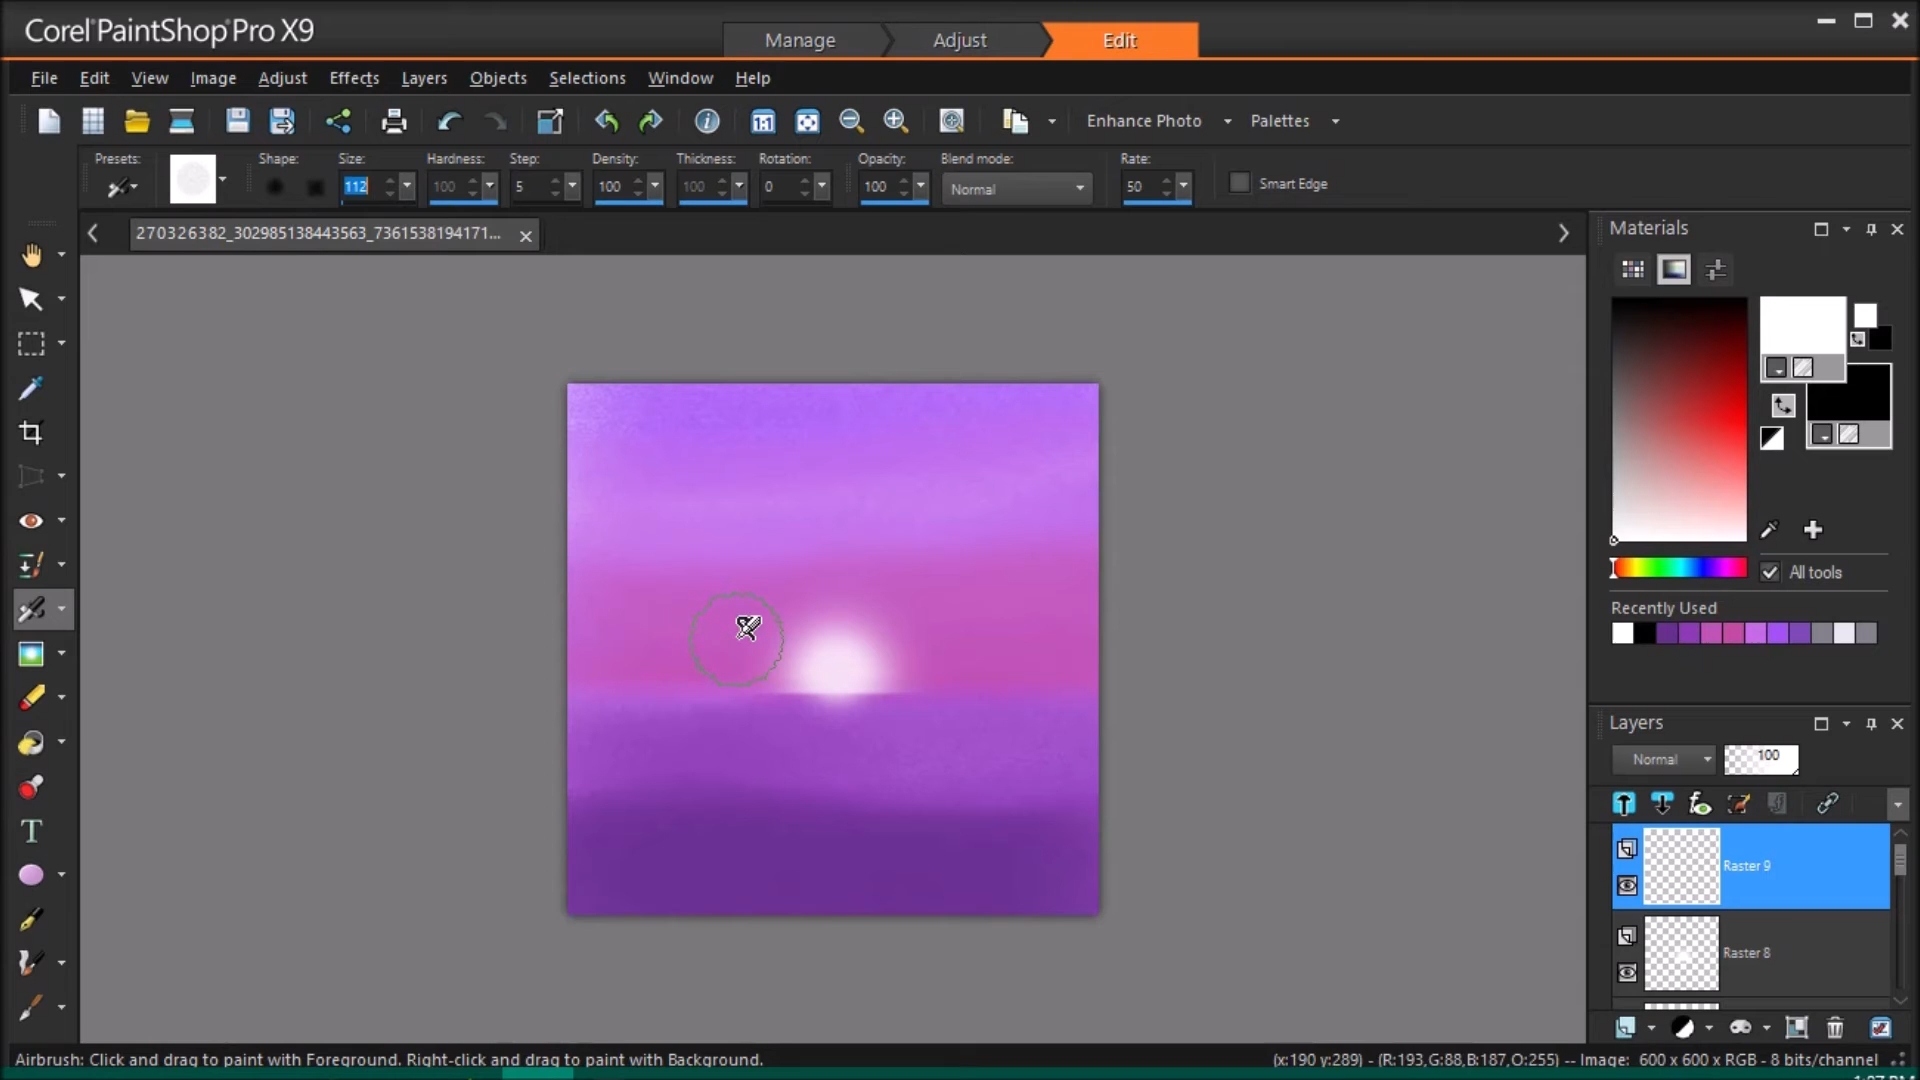 Corel PaintShop Pro X9
Manage
Adjust
Edit
File
Edit
View
Image
Adjust
Effects
Layers
Objects
Selections
Window
Help
1:1
Enhance Photo
Palettes
Presets:
Shape:
Size:
Hardness:
Step:
Density:
Thickness:
Rotation:
Opacity:
Blend mode:
Rate:
112
100
5
100
100
0
100
Normal
50
Smart Edge
270326382_302985138443563_7361538194171...
Materials
All tools
Recently Used
Layers
Normal
100
Raster 9
Raster 8
Airbrush: Click and drag to paint with Foreground. Right-click and drag to paint with Background.
(x:190 y:289) - (R:193,G:88,B:187,O:255) -- Image: 600 x 600 x RGB - 8 bits/channel